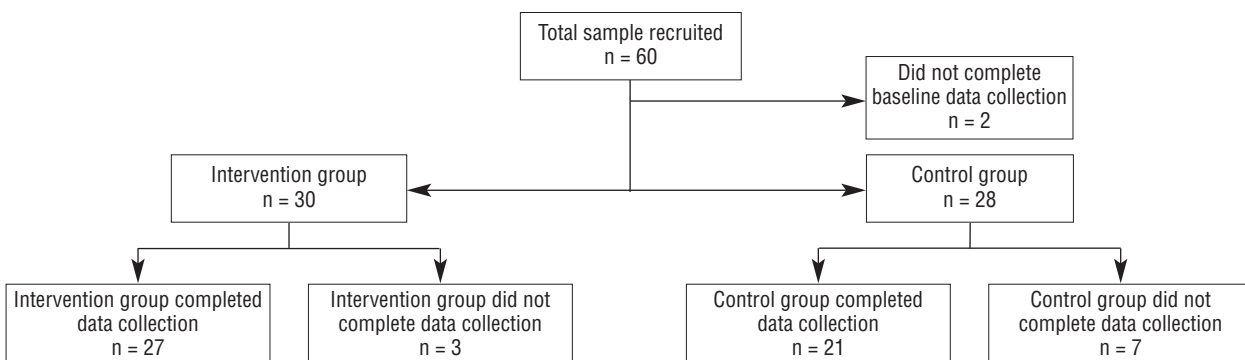 Total sample recruited
n = 60
Did not complete
baseline data collection
n = 2
Intervention group
n = 30
Control group
n = 28
Intervention group completed
data collection
n = 27
Intervention group did not
complete data collection
n = 3
Control group completed
data collection
n = 21
Control group did not
complete data collection
n = 7